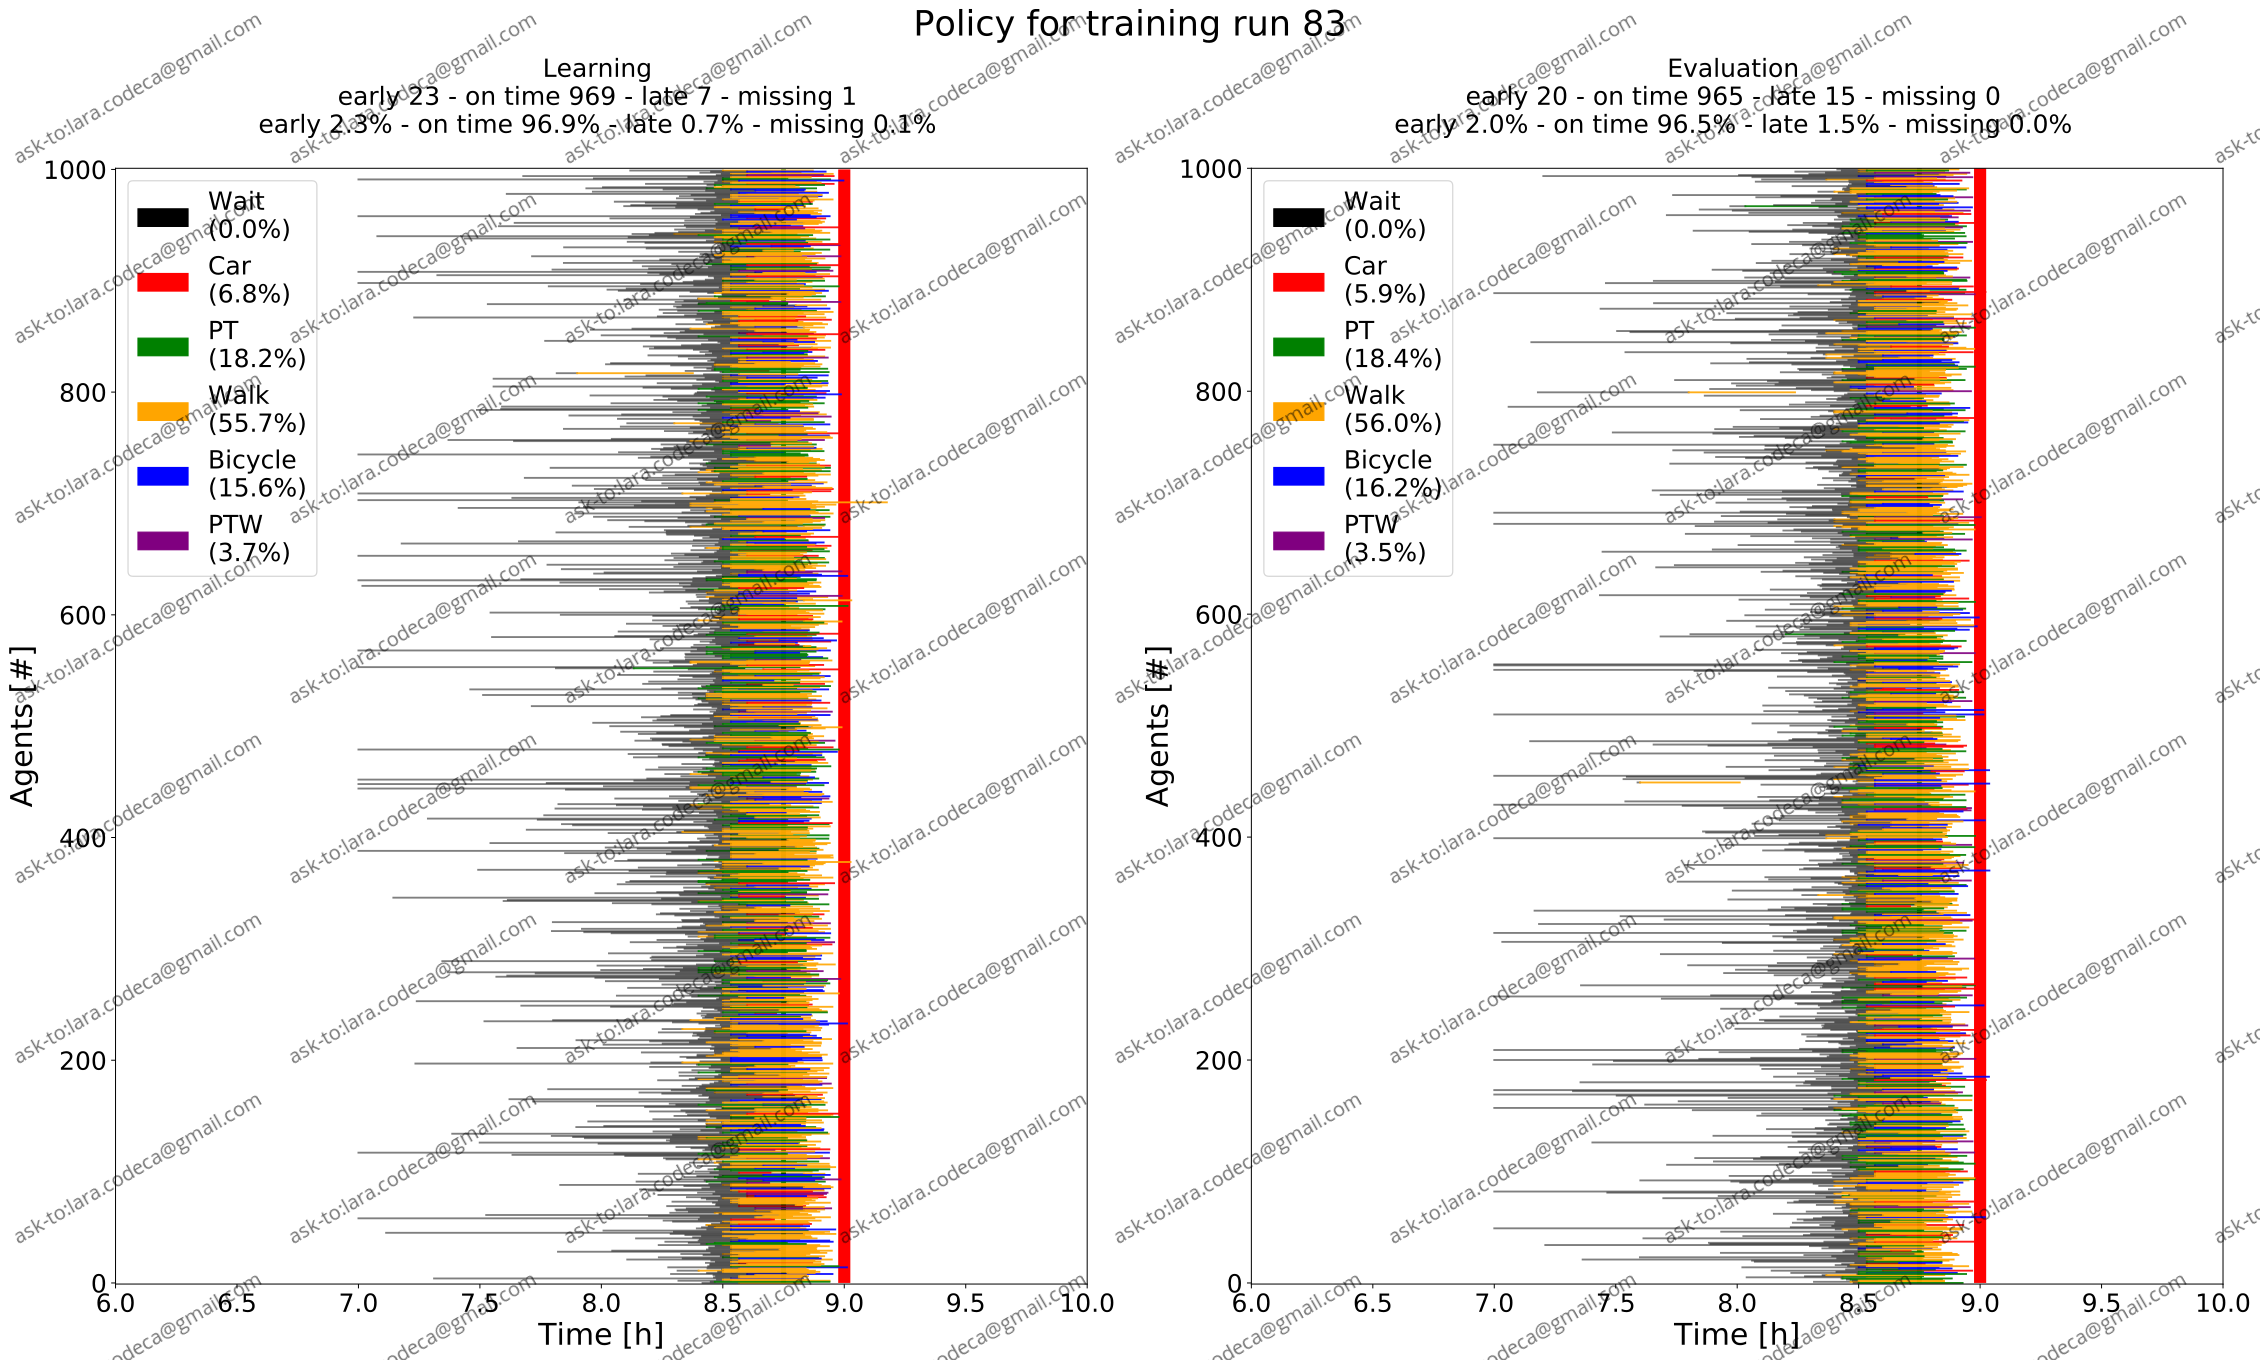 Policy for training run 83
Learning
early 23 - on time 969 - late 7 - missing 1
early 2.3% - on time 96.9% - late 0.7% - missing 0.1%
1000
800
600
400
200
0
Agents [#]
Wait
(0.0%)
Car
(6.8%)
PT
(18.2%)
Walk
(55.7%)
Bicycle
(15.6%)
PTW
(3.7%)
6.0 6.5 7.0 7.5 8.0 8.5 9.0 9.5 10.0
Time [h]
Evaluation
early 20 - on time 965 - late 15 - missing 0
early 2.0% - on time 96.5% - late 1.5% - missing 0.0%
1000
800
600
400
200
0
Agents [#]
Wait
(0.0%)
Car
(5.9%)
PT
(18.4%)
Walk
(56.0%)
Bicycle
(16.2%)
PTW
(3.5%)
6.0 6.5 7.0 7.5 8.0 8.5 9.0 9.5 10.0
Time [h]
ask-to:lara.codeca@gmail.com